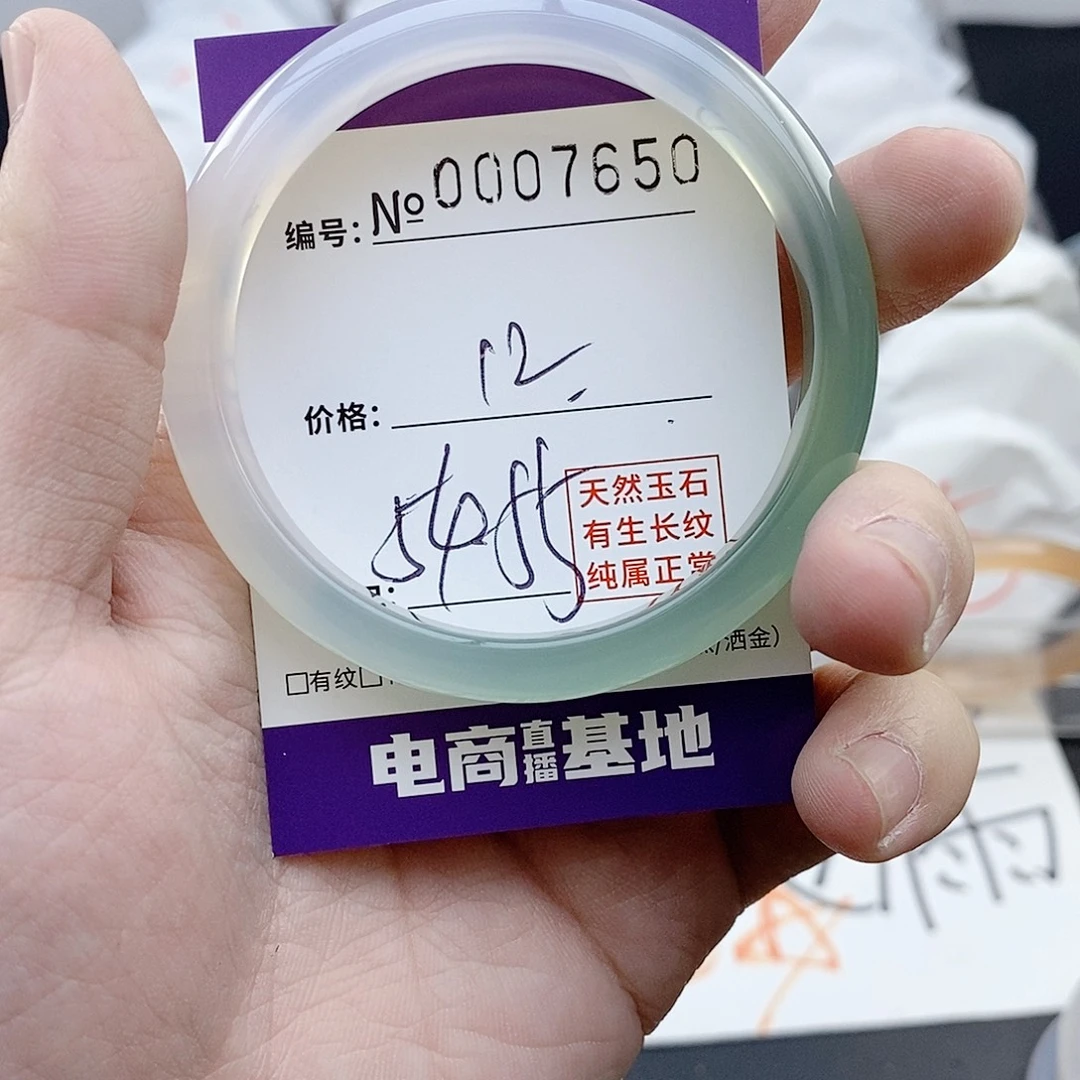 编号: №0007650
价格: 12
天然玉石
有生长纹
纯属正常
洒金)
□有纹□
电商直播基地